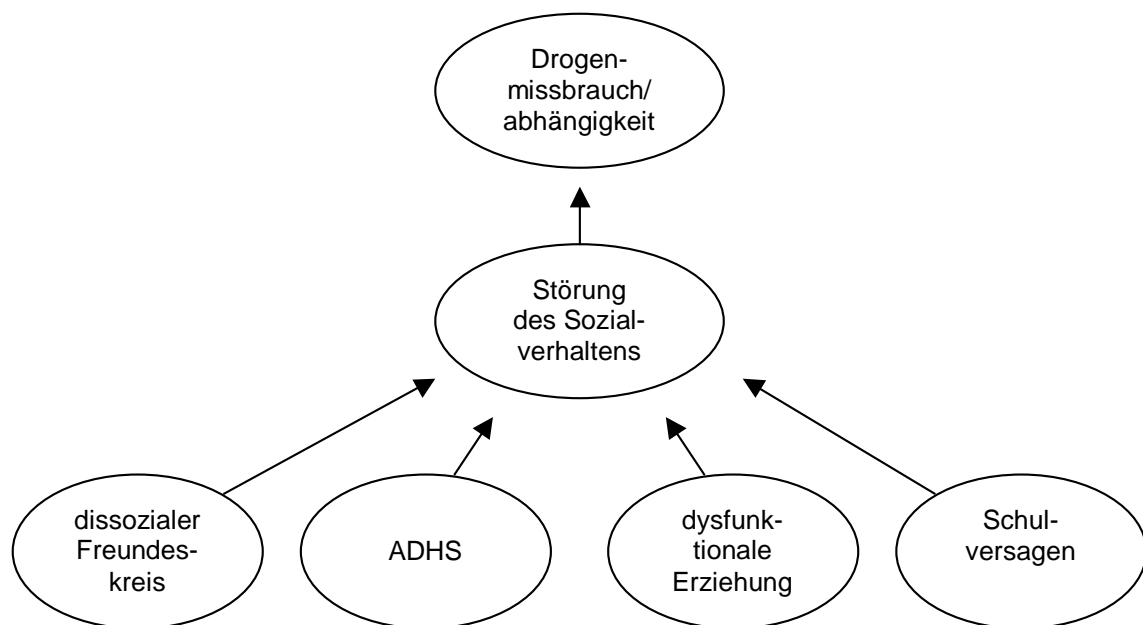 Drogen-
missbrauch/
abhängigkeit
Störung
des Sozial-
verhaltens
dissozialer
Freundes-
kreis
ADHS
dysfunk-
tionale
Erziehung
Schul-
versagen